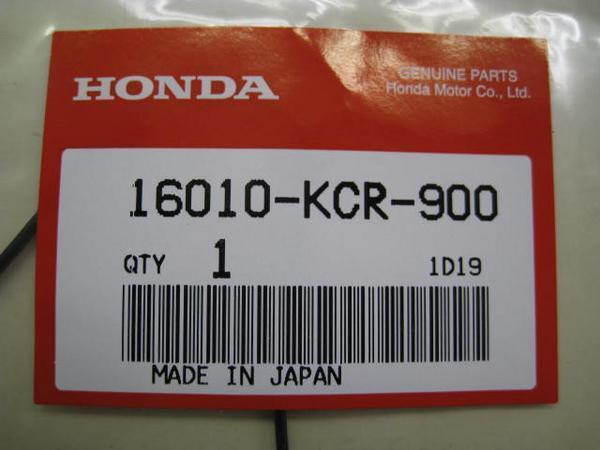 HONDA
GENUINE PARTS
Honda Motor Co., Ltd.
16010-KCR-900
QTY 1 1D19
MADE IN JAPAN